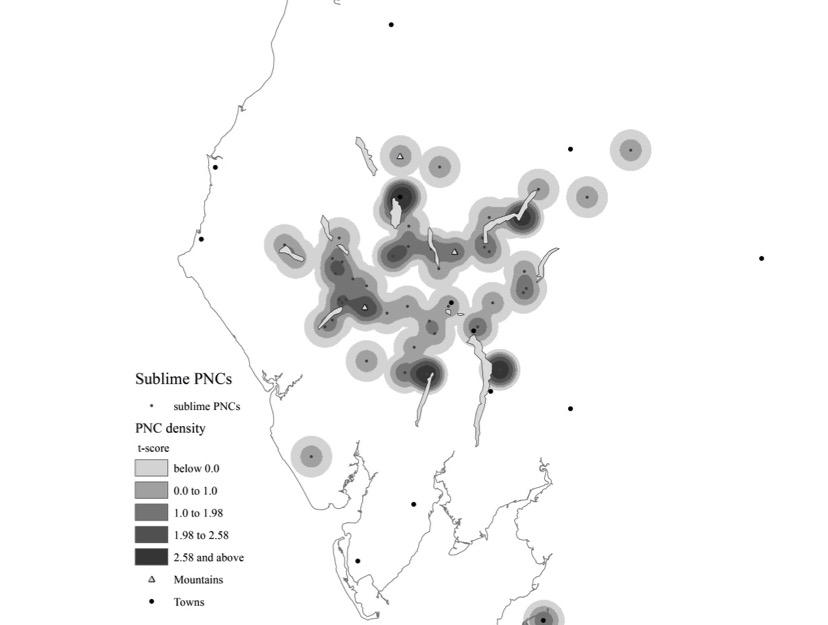 Sublime PNCs
sublime PNCs
PNC density
t-score
below 0.0
0.0 to 1.0
1.0 to 1.98
1.98 to 2.58
2.58 and above
Mountains
Towns